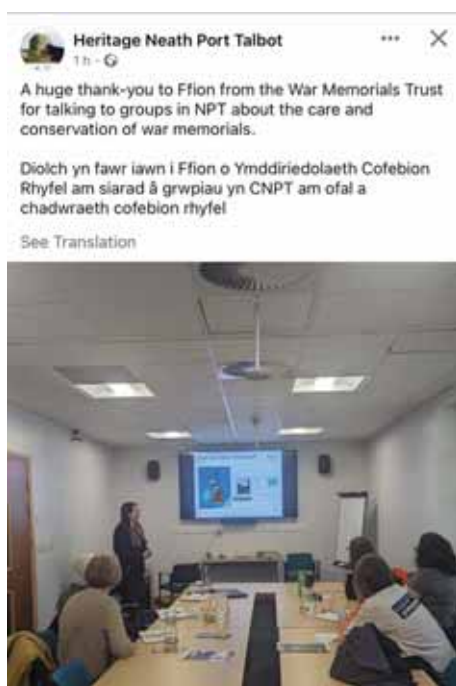 Heritage Neath Port Talbot
1 h ·
A huge thank-you to Ffion from the War Memorials Trust
for talking to groups in NPT about the care and
conservation of war memorials.
Diolch yn fawr iawn i Ffion o Ymddiriedolaeth Cofebion
Rhyfel am siarad â grwpiau yn CNPT am ofal a
chadwraeth cofebion rhyfel
See Translation